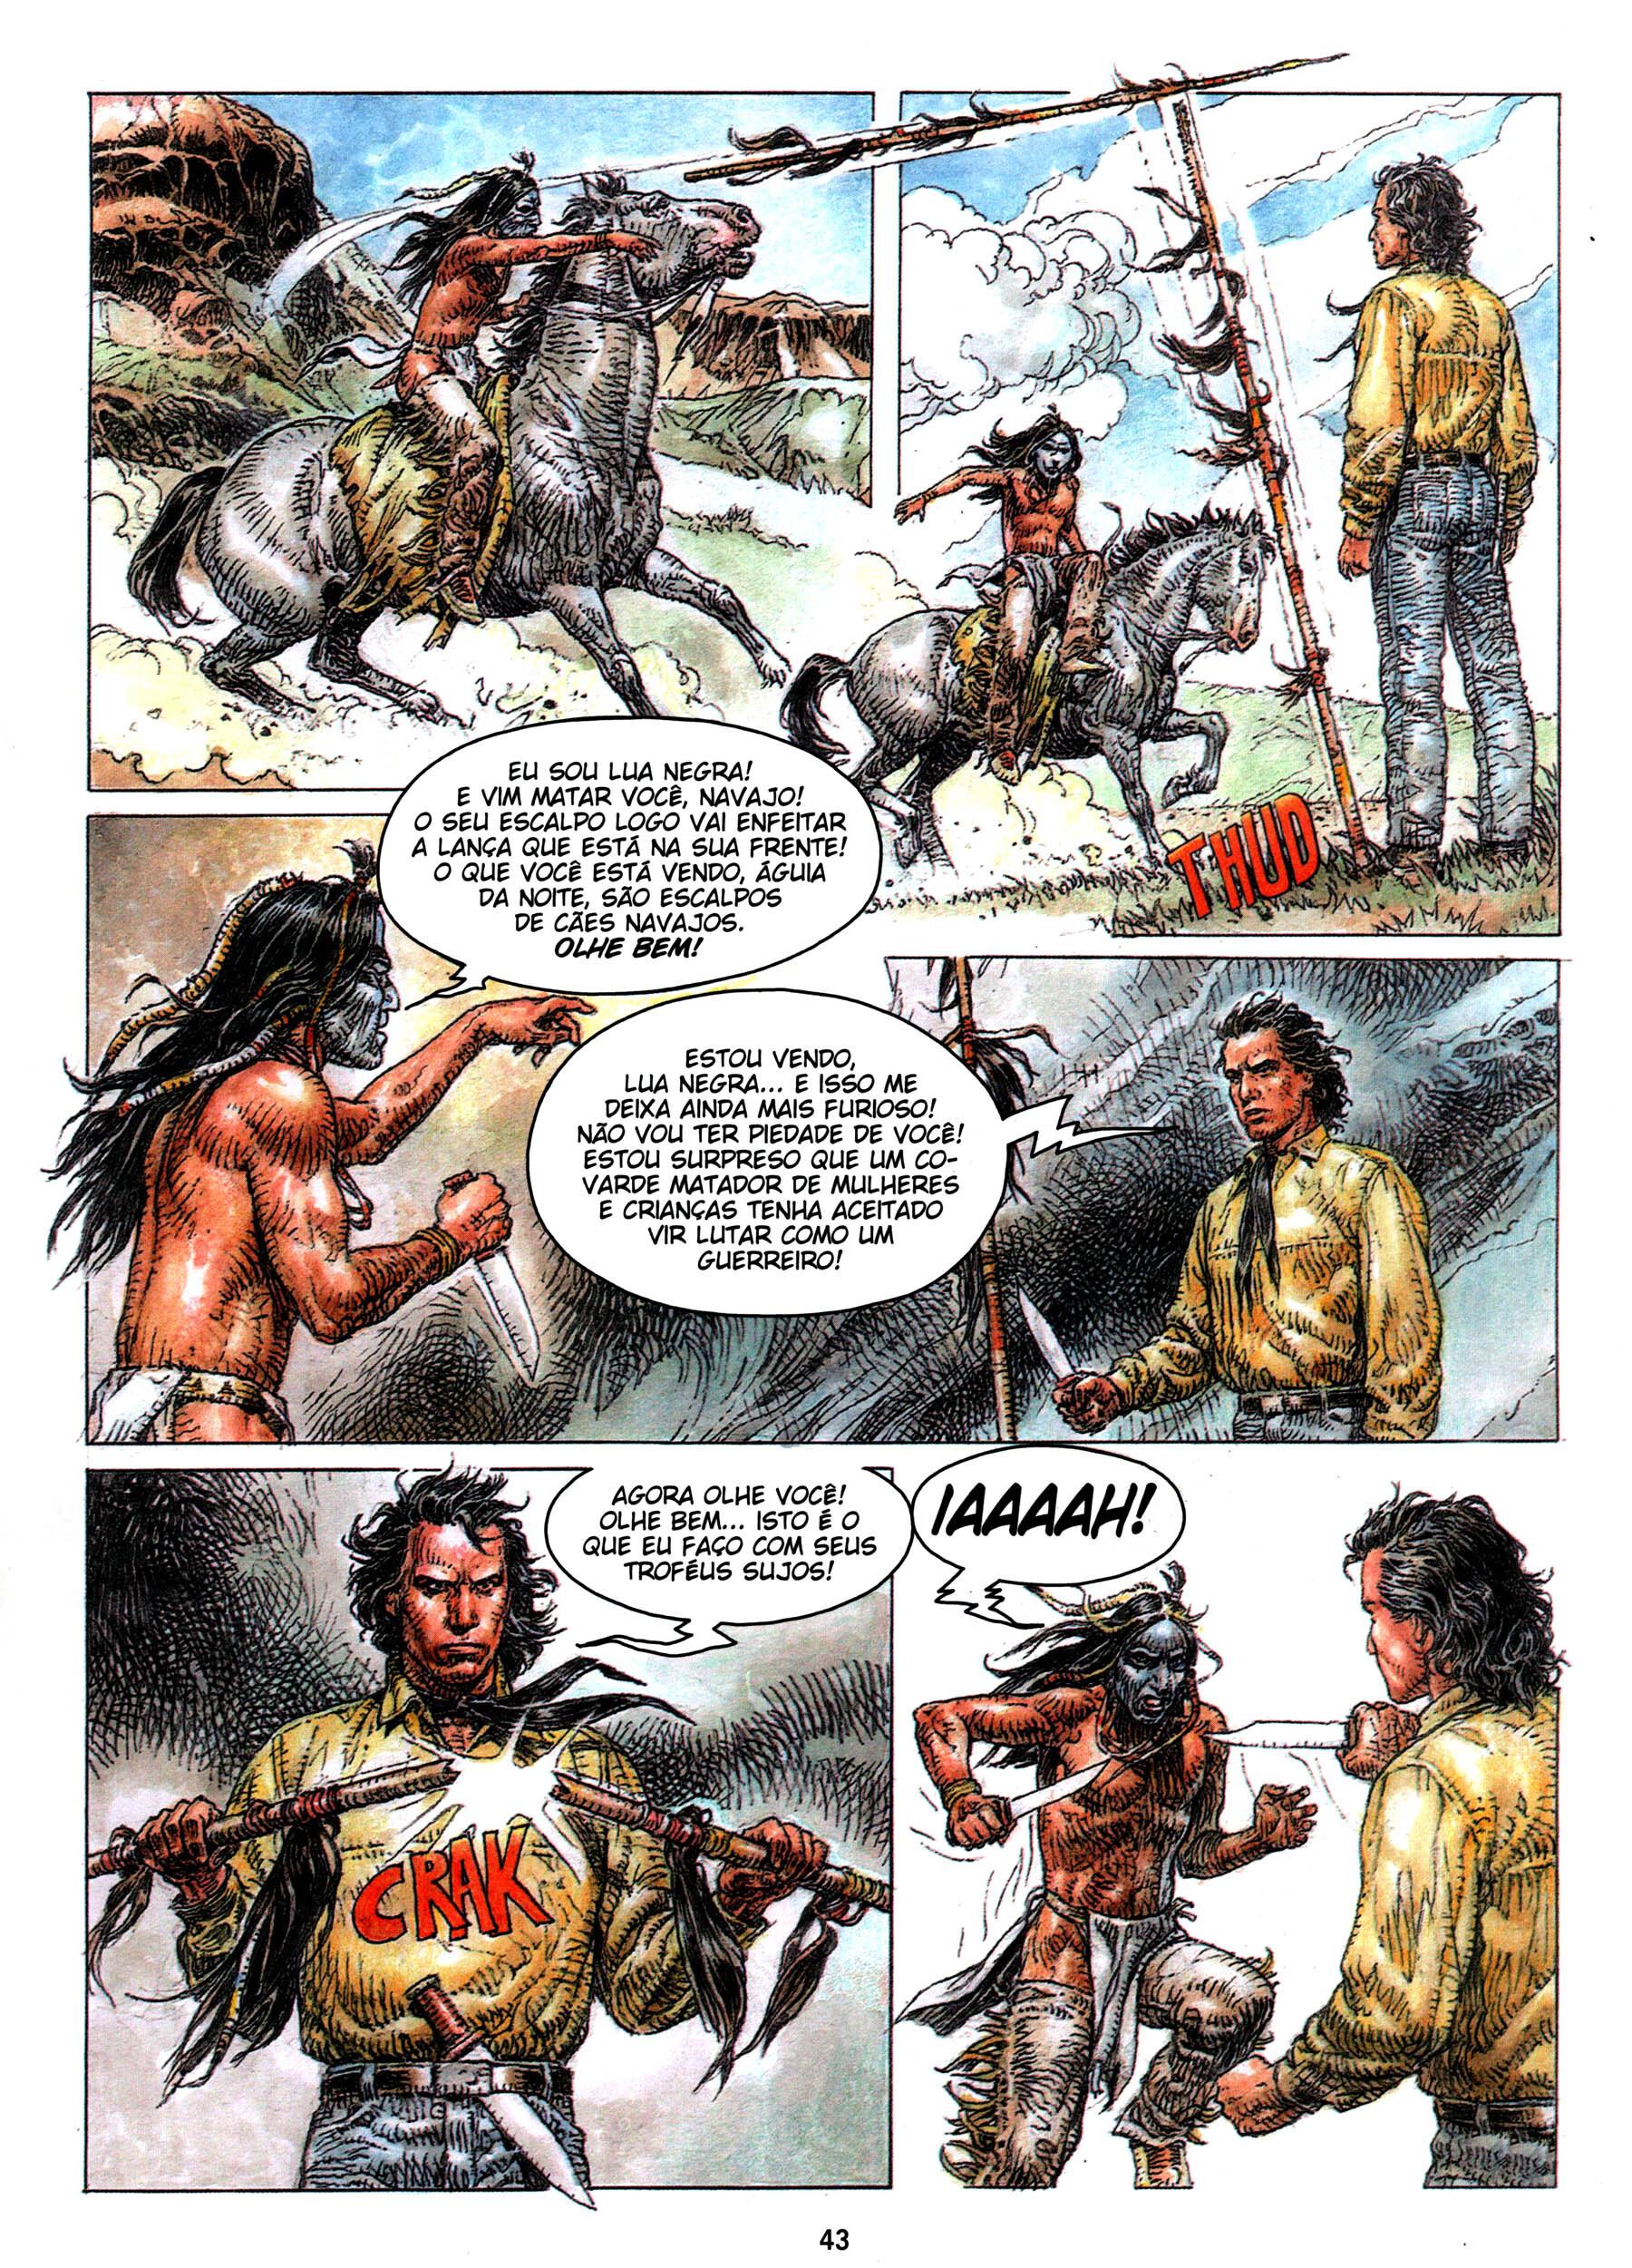 THUD
EU SOU LUA NEGRA!
E VIM MATAR VOCÊ, NAVAJO!
O SEU ESCALPO LOGO VAI ENFEITAR
A LANÇA QUE ESTÁ NA SUA FRENTE!
O QUE VOCÊ ESTÁ VENDO, ÁGUIA
DA NOITE, SÃO ESCALPOS
DE CÃES NAVAJOS.
OLHE BEM!
ESTOU VENDO,
LUA NEGRA... E ISSO ME
DEIXA AINDA MAIS FURIOSO!
NÃO VOU TER PIEDADE DE VOCÊ!
ESTOU SURPRESO QUE UM CO-
VARDE MATADOR DE MULHERES
E CRIANÇAS TENHA ACEITADO
VIR LUTAR COMO UM
GUERREIRO!
AGORA OLHE VOCÊ!
OLHE BEM... ISTO É O
QUE EU FAÇO COM SEUS
TROFÉUS SUJOS!
CRAK
IAAAAH!
43